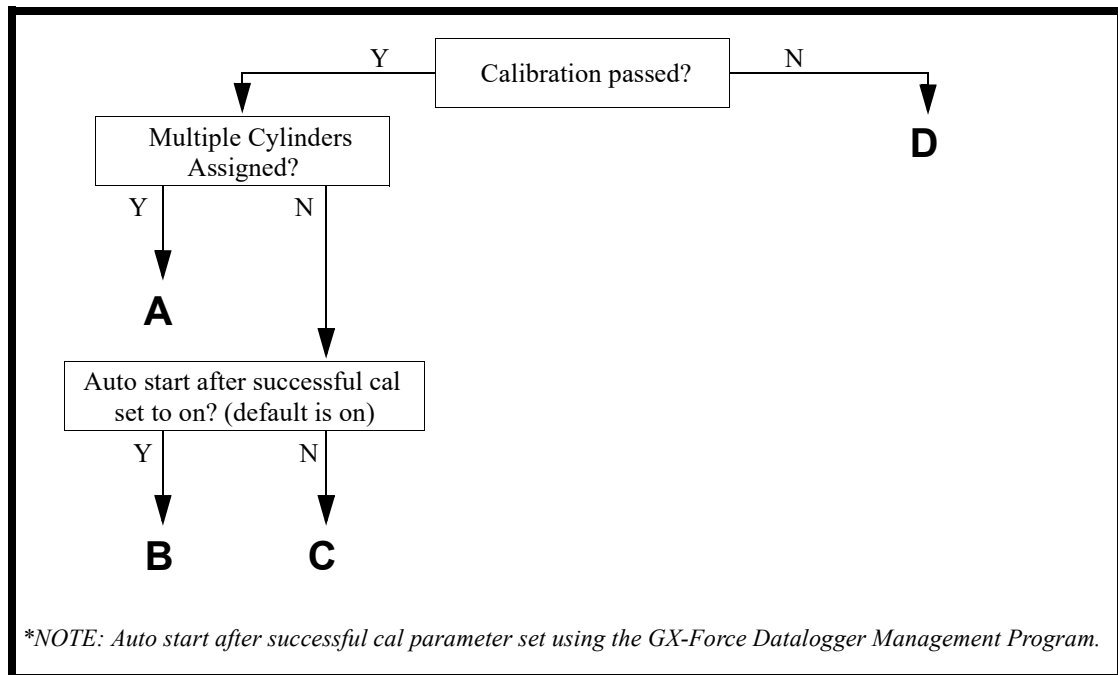 Y
Calibration passed?
N
Multiple Cylinders
Assigned?
D
Y
N
A
Auto start after successful cal
set to on? (default is on)
Y
N
B
C
*NOTE: Auto start after successful cal parameter set using the GX-Force Datalogger Management Program.